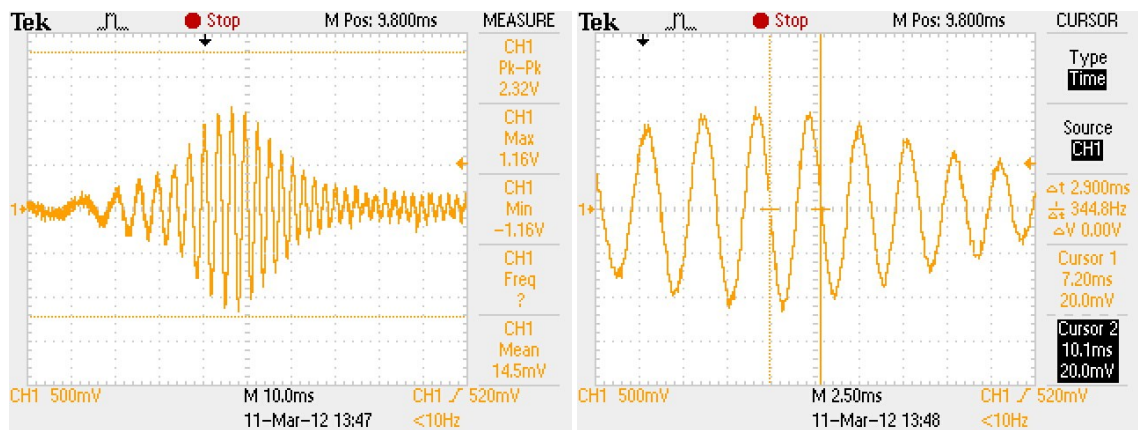 Tek Stop M Pos: 9.800ms MEASURE
CH1
Pk-Pk
2.32V
CH1
Max
1.16V
CH1
Min
-1.16V
CH1
Freq
?
CH1
Mean
14.5mV
1
CH1 500mV M 10.0ms CH1 520mV
11-Mar-12 13:47 <10Hz
Tek Stop M Pos: 9.800ms CURSOR
Type
Time
Source
CH1
Δt 2.900ms
1/Δt 344.8Hz
ΔV 0.00V
Cursor 1
7.20ms
20.0mV
Cursor 2
10.1ms
20.0mV
1
CH1 500mV M 2.50ms CH1 520mV
11-Mar-12 13:48 <10Hz